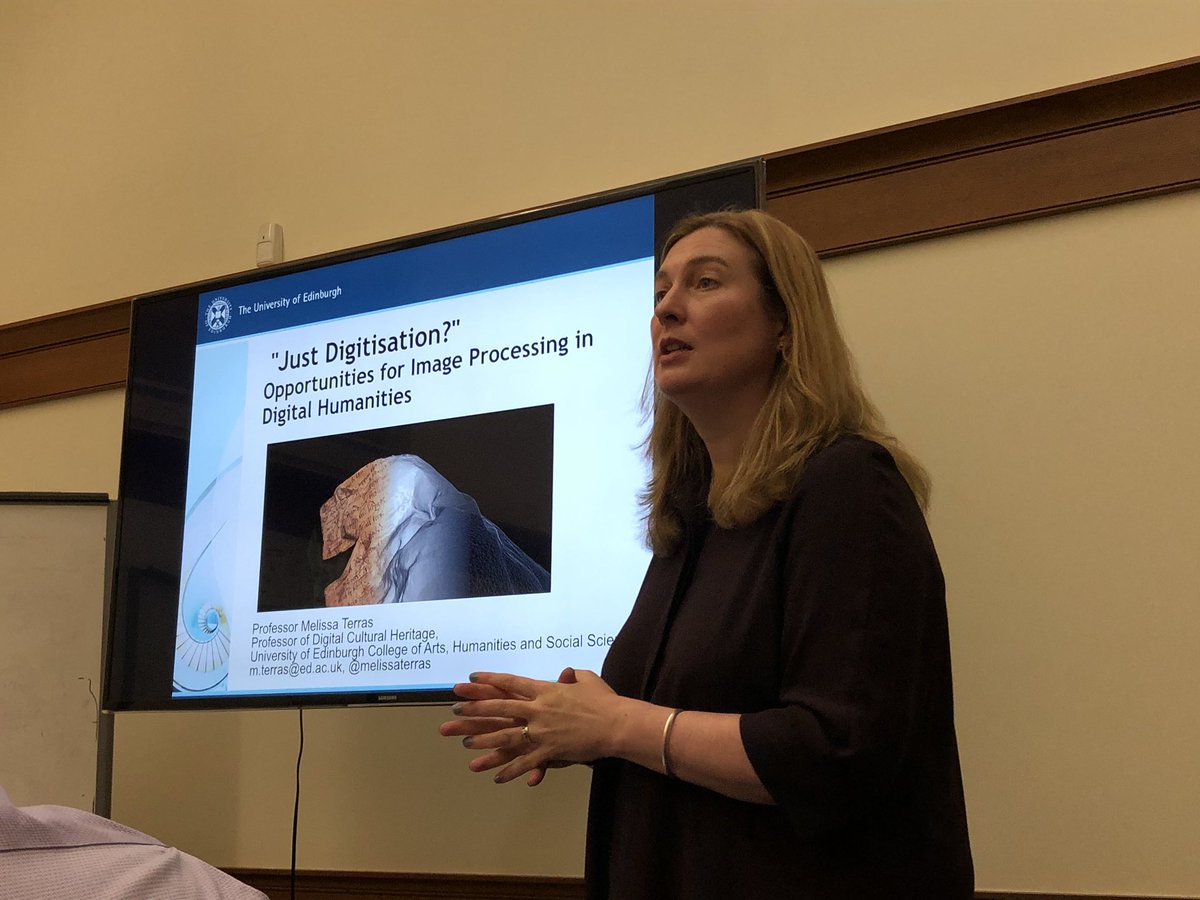 The University of Edinburgh
"Just Digitisation?"
Opportunities for Image Processing in
Digital Humanities
Professor Melissa Terras
Professor of Digital Cultural Heritage,
University of Edinburgh College of Arts, Humanities and Social
m.terras@ed.ac.uk, @melissaterras
SAMSUNG